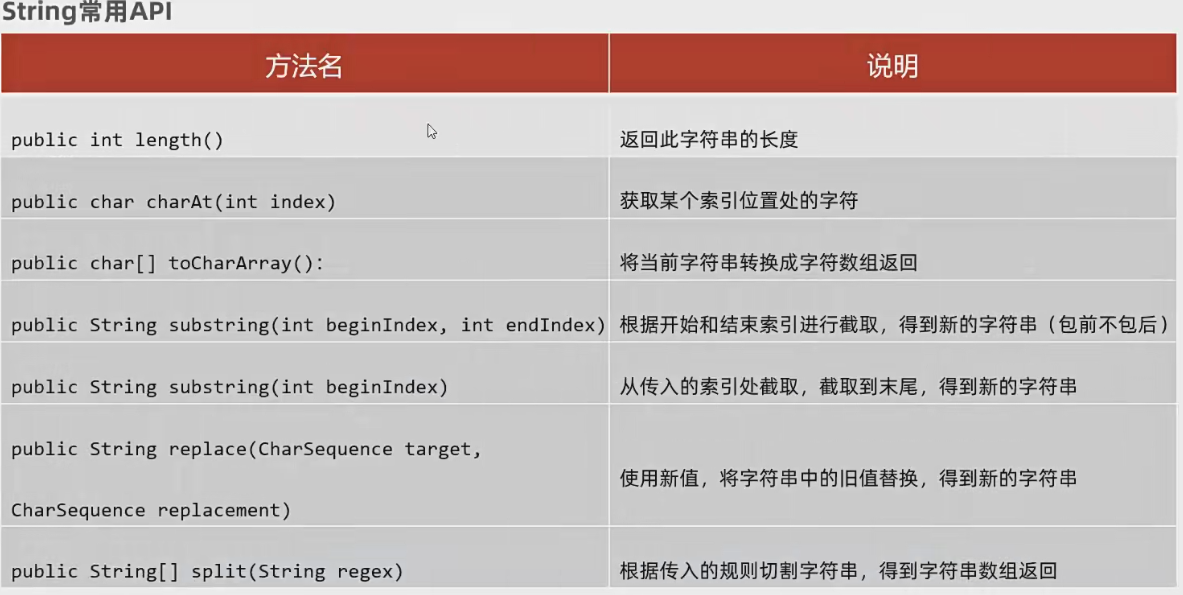 String常用API
方法名 说明
public int length() 返回此字符串的长度
public char charAt(int index) 获取某个索引位置处的字符
public char[] toCharArray(): 将当前字符串转换成字符数组返回
public String substring(int beginIndex, int endIndex) 根据开始和结束索引进行截取，得到新的字符串（包前不包后）
public String substring(int beginIndex) 从传入的索引处截取，截取到末尾，得到新的字符串
public String replace(CharSequence target,
使用新值，将字符串中的旧值替换，得到新的字符串
CharSequence replacement)
public String[] split(String regex) 根据传入的规则切割字符串，得到字符串数组返回